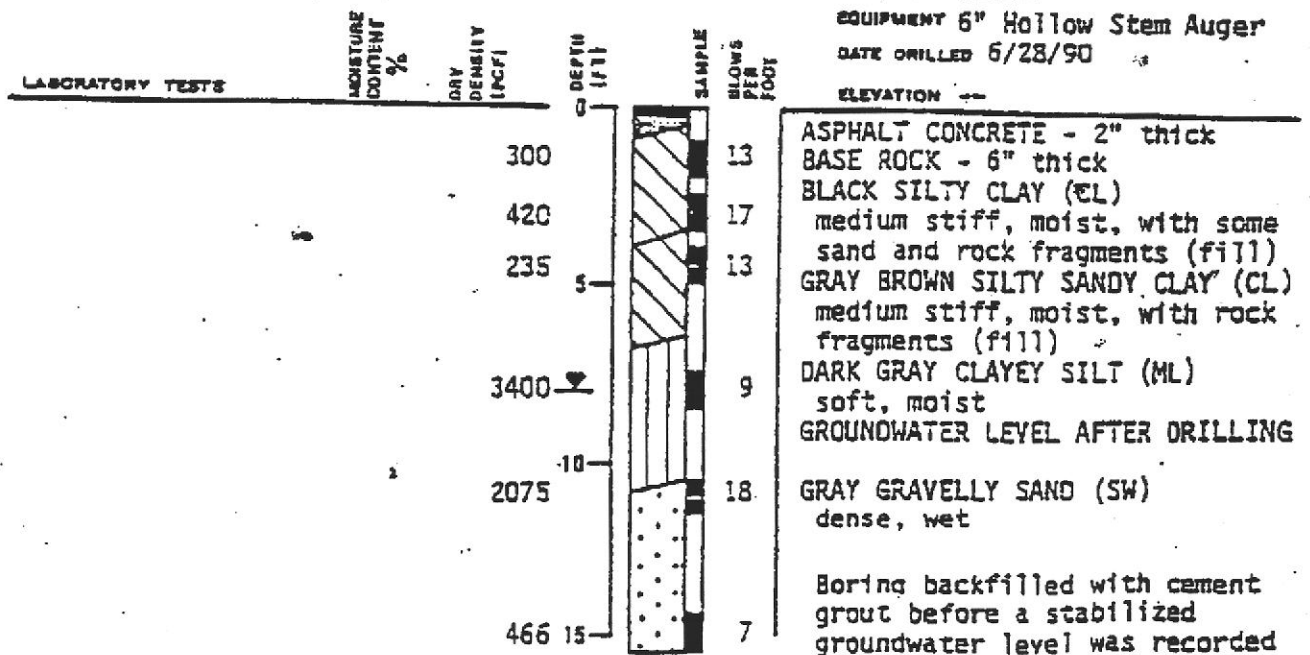 EQUIPMENT 6" Hollow Stem Auger
DATE DRILLED 6/28/90
ELEVATION --
LABORATORY TESTS
MOISTURE CONTENT %
DRY DENSITY (PCF)
DEPTH (FT)
SAMPLE
BLOWS PER FOOT
0
ASPHALT CONCRETE - 2" thick
300 13 BASE ROCK - 6" thick
BLACK SILTY CLAY (CL)
420 17 medium stiff, moist, with some
sand and rock fragments (fill)
235 13
5 GRAY BROWN SILTY SANDY CLAY (CL)
medium stiff, moist, with rock
fragments (fill)
DARK GRAY CLAYEY SILT (ML)
3400 9
soft, moist
GROUNDWATER LEVEL AFTER DRILLING
10
2075 18 GRAY GRAVELLY SAND (SW)
dense, wet
Boring backfilled with cement
grout before a stabilized
466 15 7 groundwater level was recorded